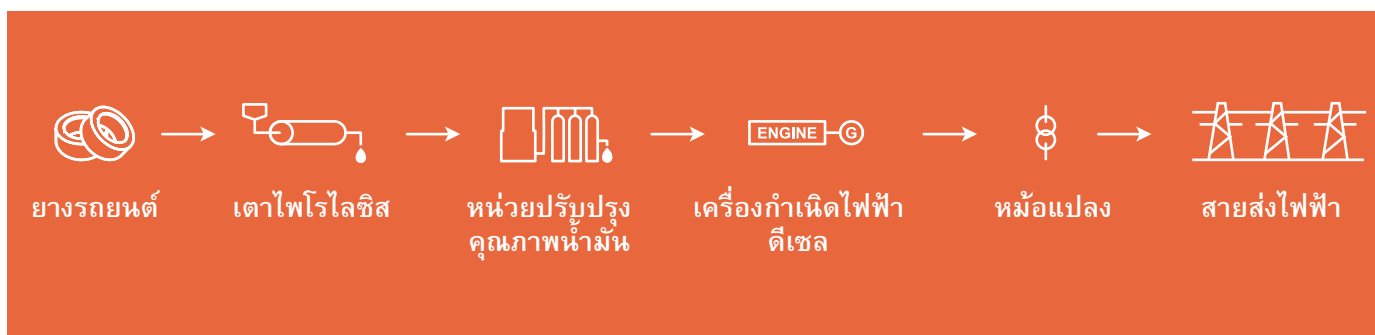 ENGINE G
ยางรถยนต์
เตาไพโรไลซิส
หน่วยปรับปรุง
คุณภาพน้ำมัน
เครื่องกำเนิดไฟฟ้า
ดีเซล
หม้อแปลง
สายส่งไฟฟ้า